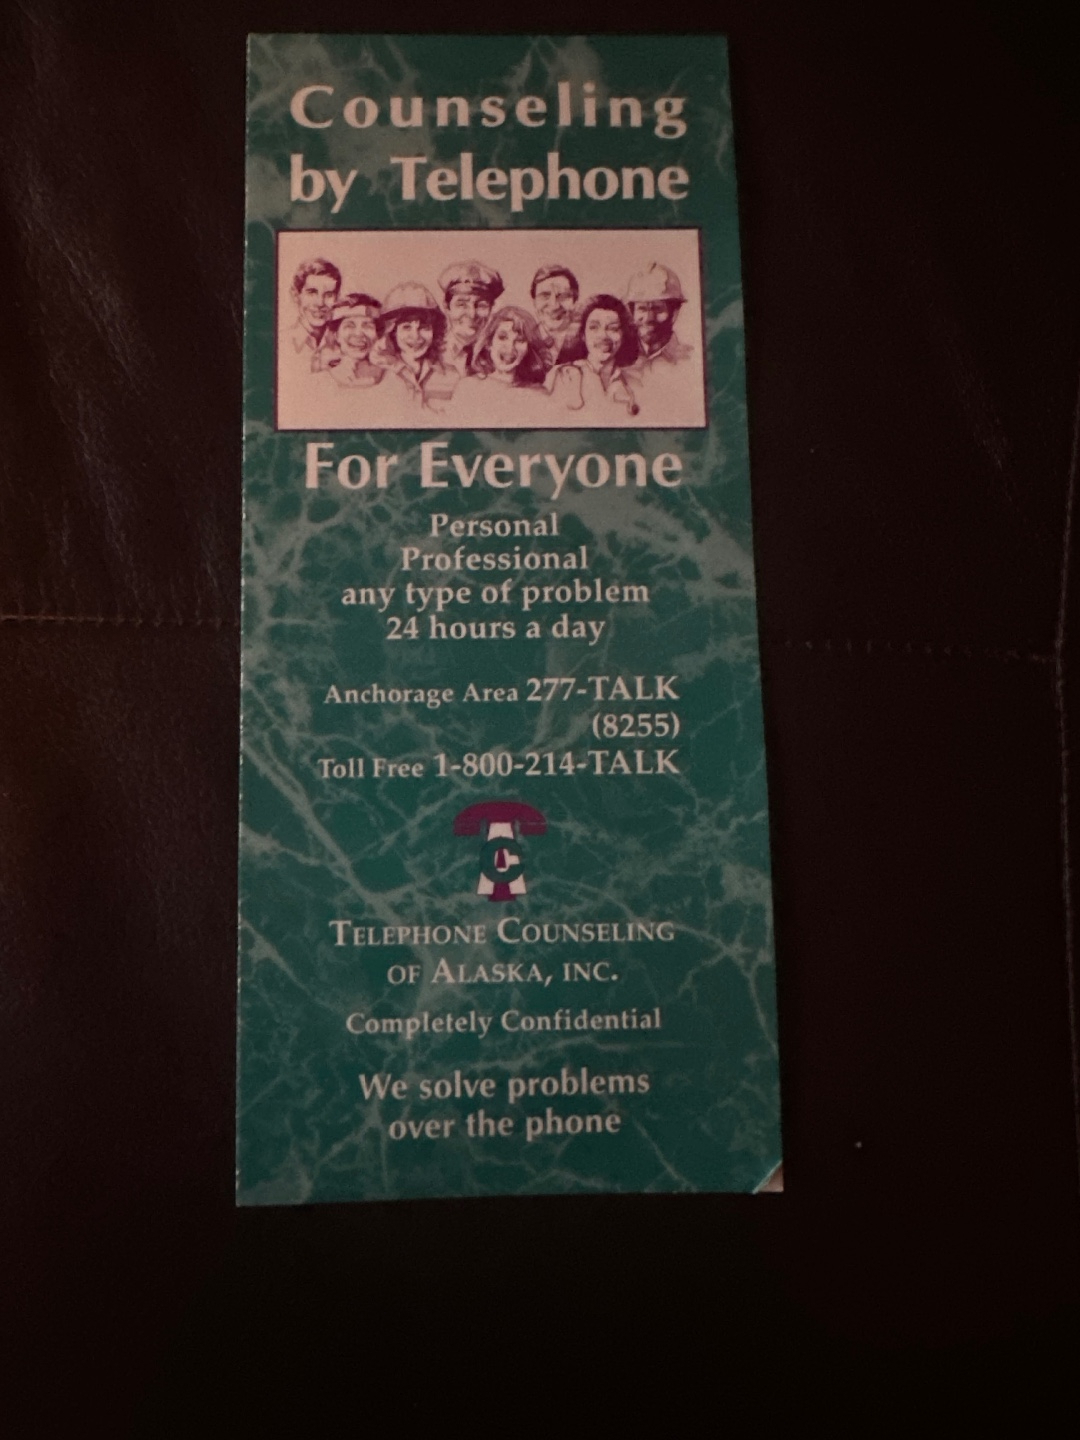 Counseling
by Telephone
For Everyone
Personal
Professional
any type of problem
24 hours a day
Anchorage Area 277-TALK
(8255)
Toll Free 1-800-214-TALK
TC
TELEPHONE COUNSELING
OF ALASKA, INC.
Completely Confidential
We solve problems
over the phone